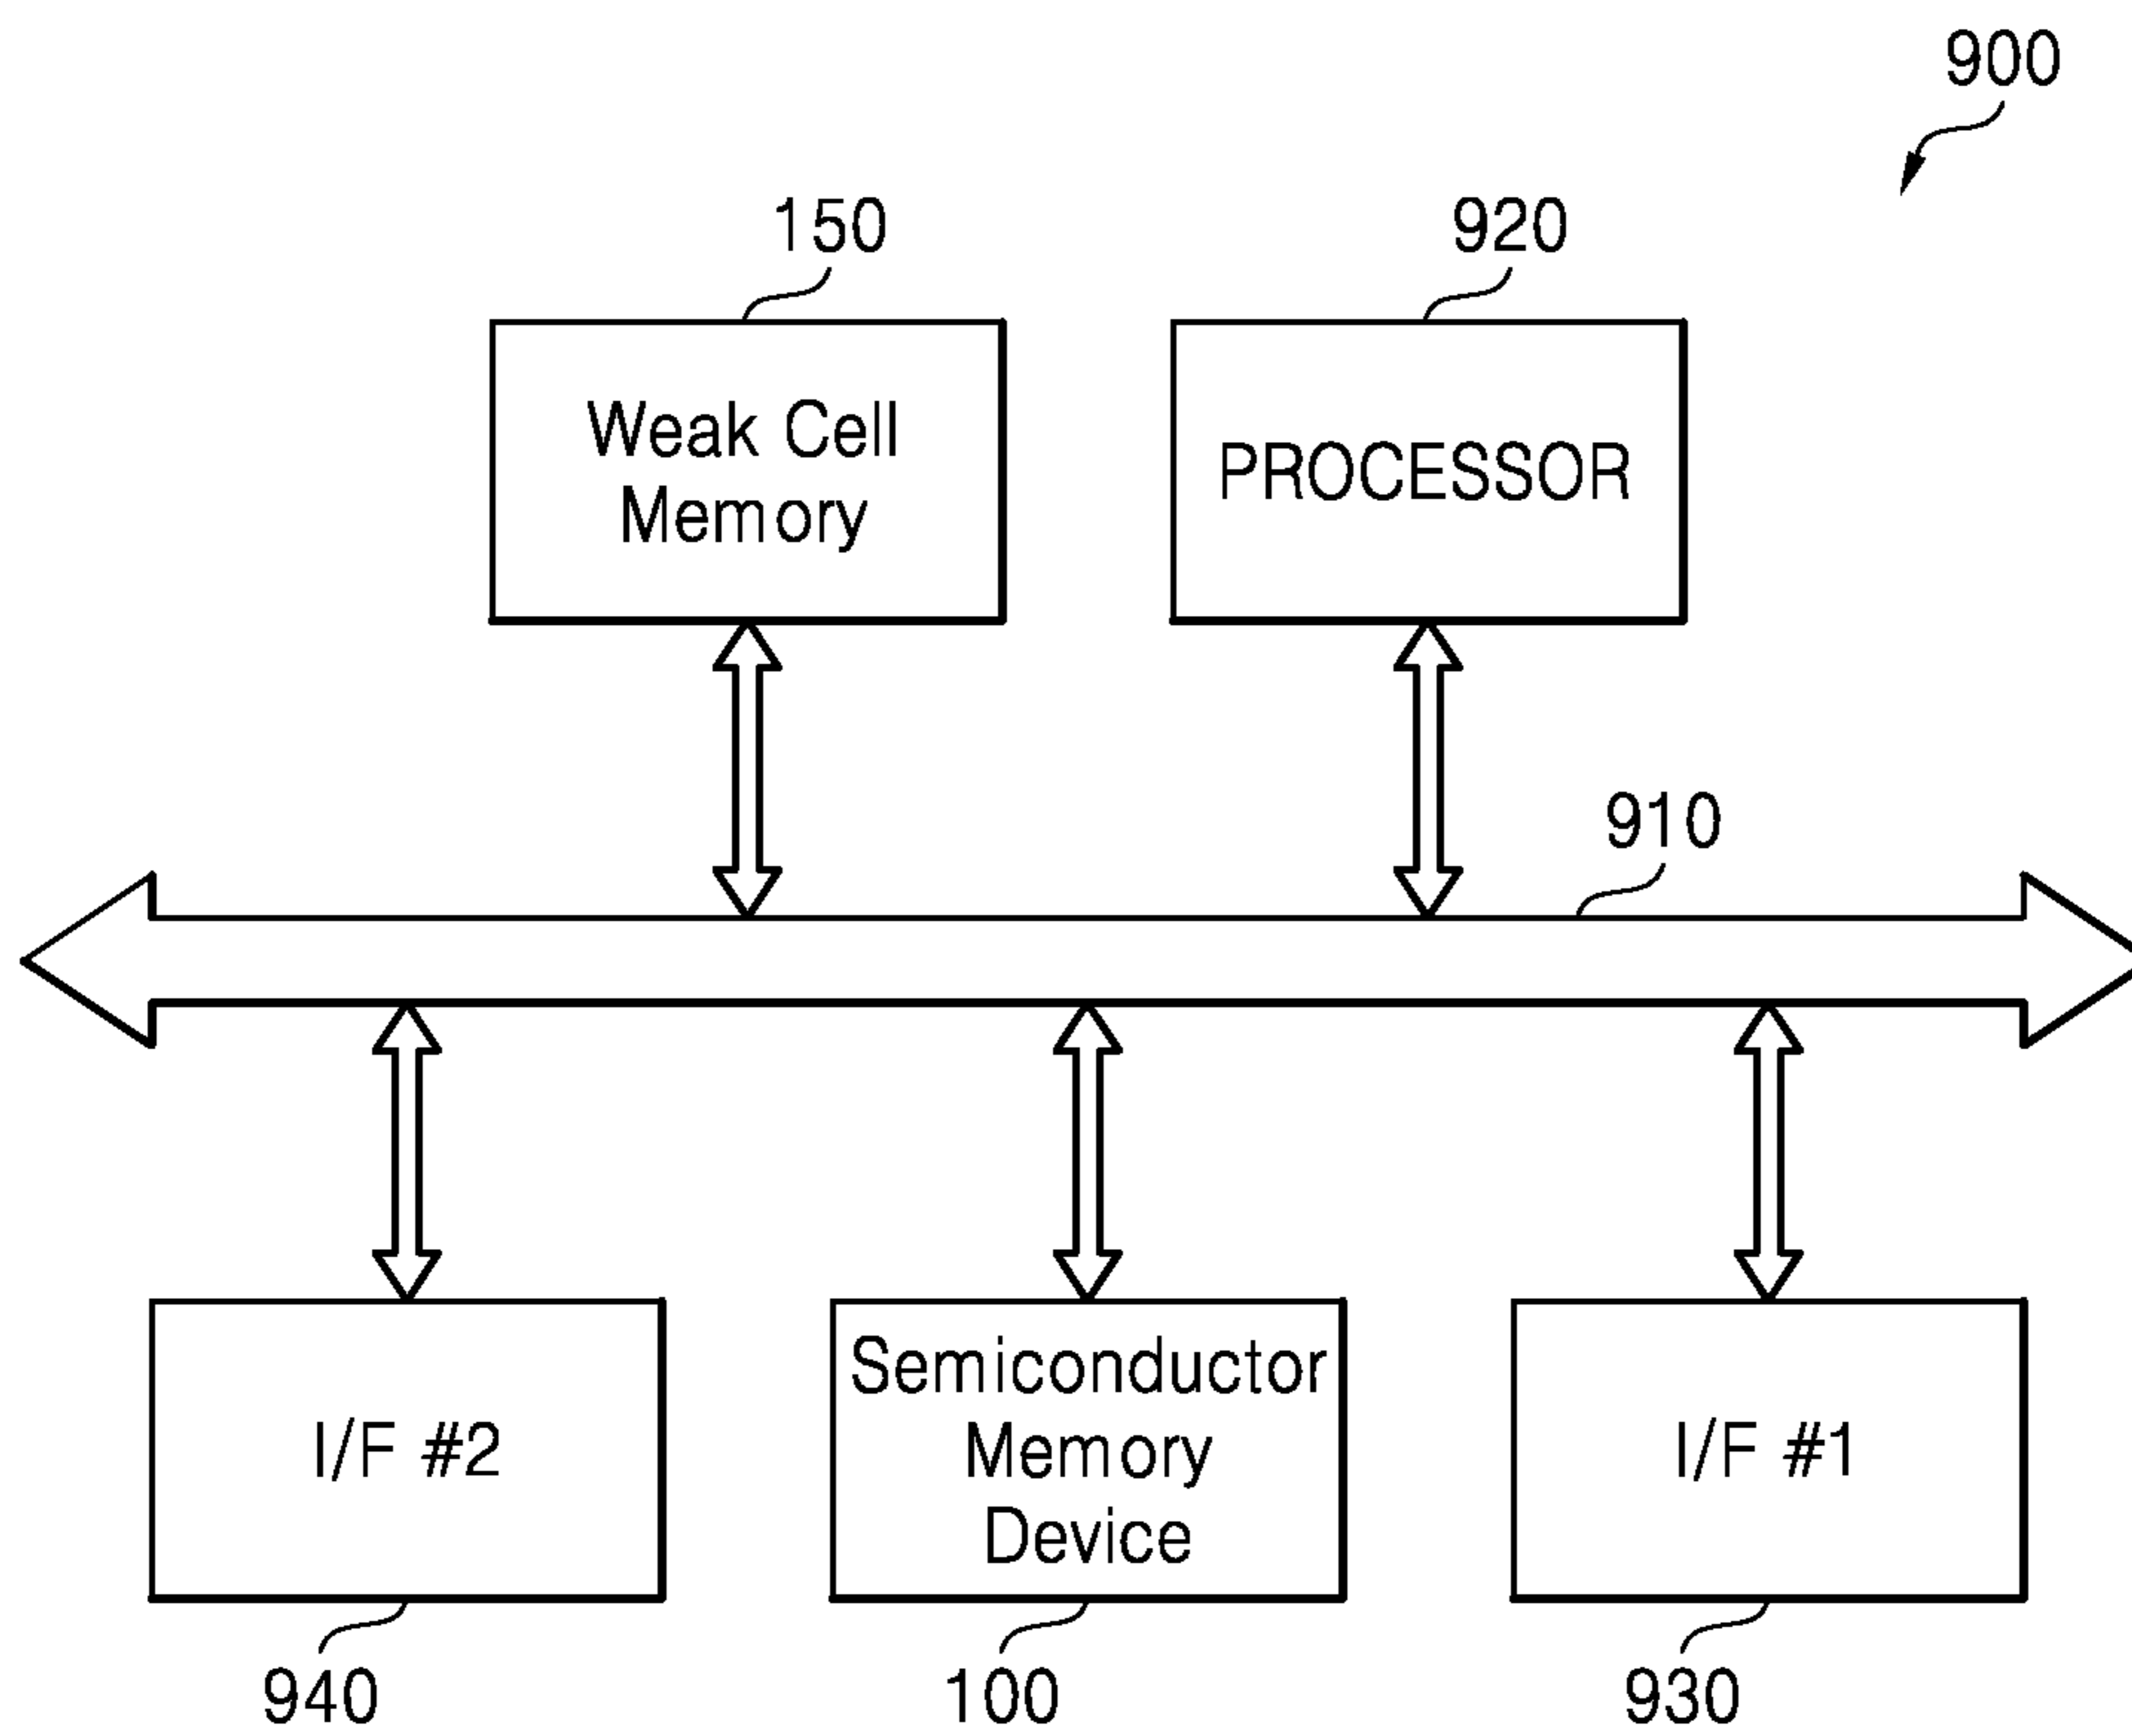 900
150
920
Weak Cell
Memory
PROCESSOR
910
I/F #2
Semiconductor
Memory
Device
I/F #1
940
100
930